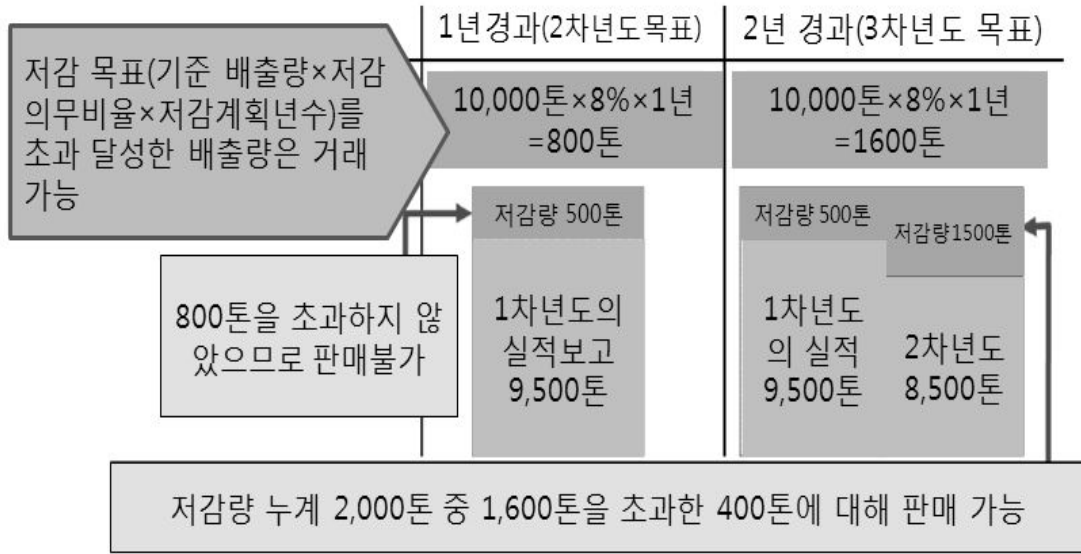 1년경과(2차년도목표)
2년 경과(3차년도 목표)
저감 목표(기준 배출량×저감
의무비율×저감계획년수)를
초과 달성한 배출량은 거래
가능
10,000톤×8%×1년
=800톤
10,000톤×8%×1년
=1600톤
저감량 500톤
저감량 500톤
저감량1500톤
800톤을 초과하지 않
았으므로 판매불가
1차년도의
실적보고
9,500톤
1차년도
의 실적
9,500톤
2차년도
8,500톤
저감량 누계 2,000톤 중 1,600톤을 초과한 400톤에 대해 판매 가능